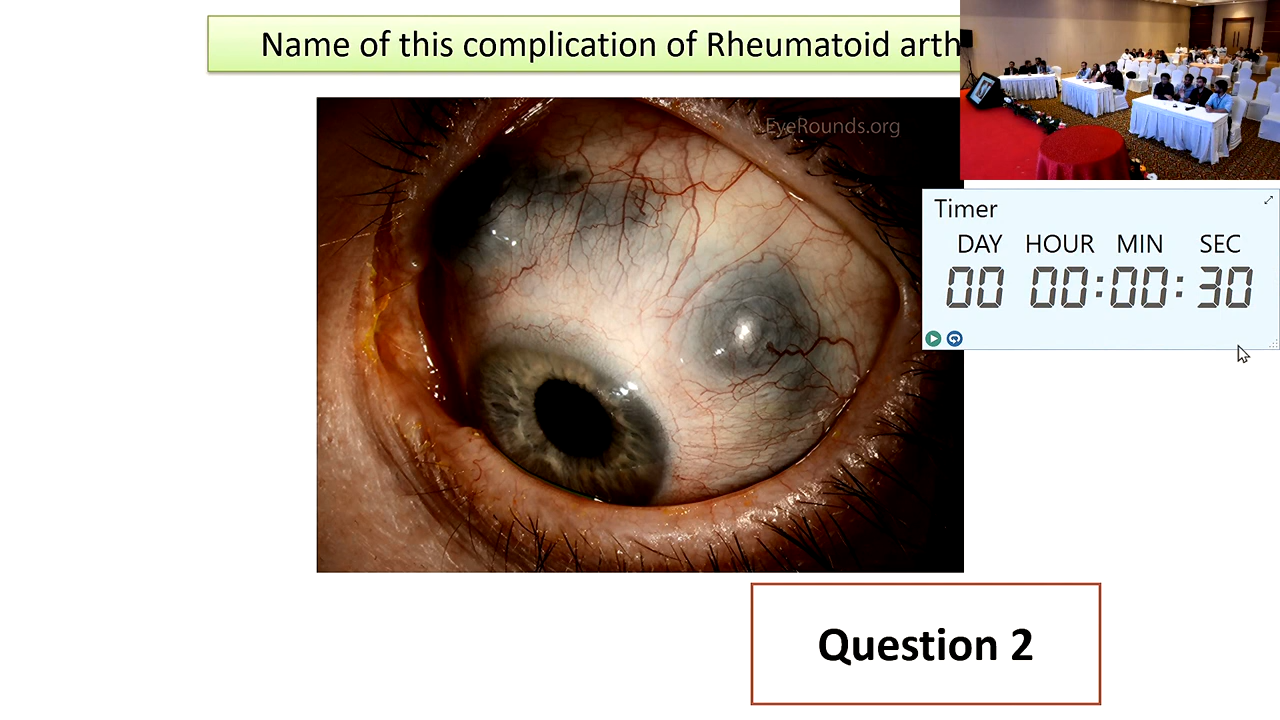 Name of this complication of Rheumatoid arth
EyeRounds.org
Timer
DAY HOUR MIN SEC
00 00:00:30
Question 2